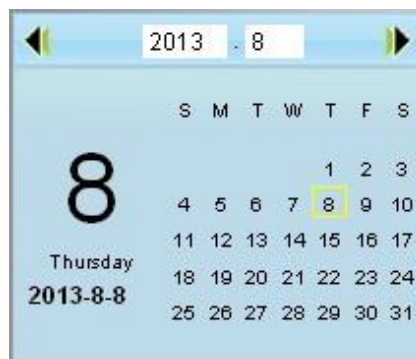 2013 . 8
S M T W T F S
1 2 3
4 5 6 7 8 9 10
11 12 13 14 15 16 17
18 19 20 21 22 23 24
25 26 27 28 29 30 31
8
Thursday
2013-8-8